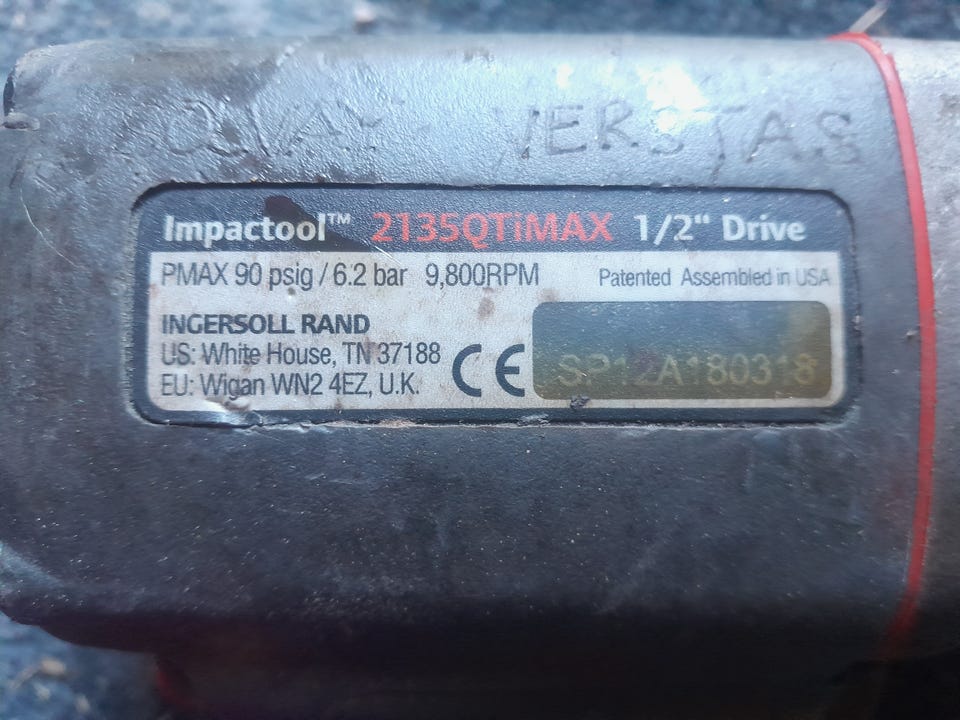 VERSTAS
Impactool™ 2135QTiMAX 1/2" Drive
PMAX 90 psig / 6.2 bar 9,800RPM Patented Assembled in USA
INGERSOLL RAND
US: White House, TN 37188
EU: Wigan WN2 4EZ, U.K.
CE
SP12A180318